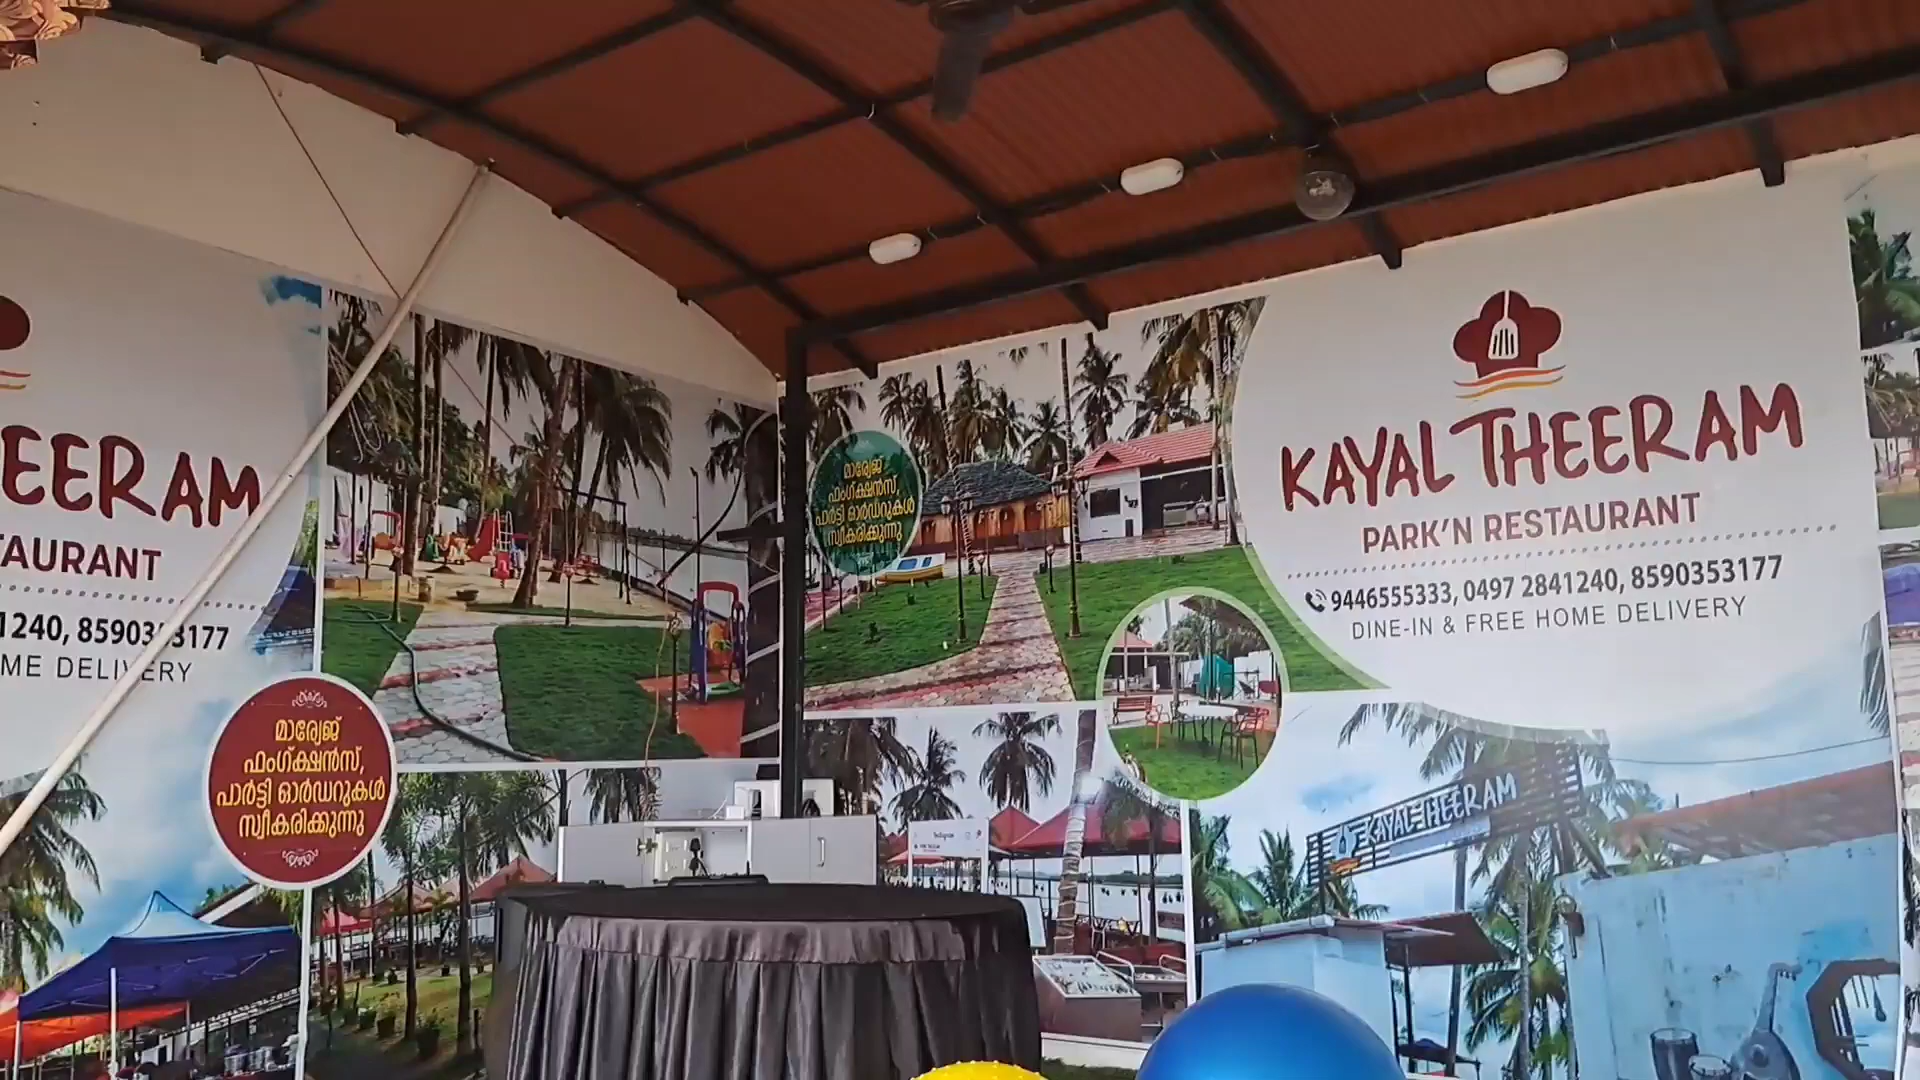 EERAM
TAURANT
1240, 8590353177
ME DELIVERY
മാര്യേജ്
ഫംഗ്ക്ഷൻസ്,
പാർട്ടി ഓർഡറുകൾ
സ്വീകരിക്കുന്നു
മാര്യേജ്
ഫംഗ്ക്ഷൻസ്,
പാർട്ടി ഓർഡറുകൾ
സ്വീകരിക്കുന്നു
KAYAL THEERAM
PARK'N RESTAURANT
9446555333, 0497 2841240, 8590353177
DINE-IN & FREE HOME DELIVERY
KAYAL THEERAM